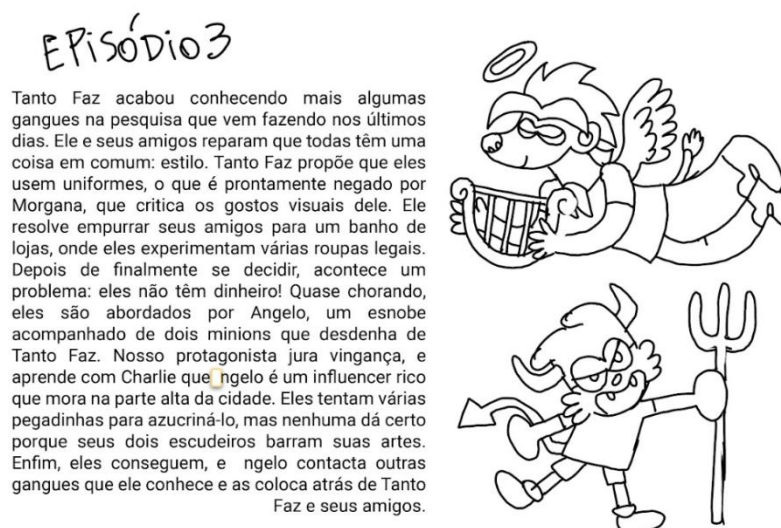 EPISÓDIO 3
Tanto Faz acabou conhecendo mais algumas
gangues na pesquisa que vem fazendo nos últimos
dias. Ele e seus amigos reparam que todas têm uma
coisa em comum: estilo. Tanto Faz propõe que eles
usem uniformes, o que é prontamente negado por
Morgana, que critica os gostos visuais dele. Ele
resolve empurrar seus amigos para um banho de
lojas, onde eles experimentam várias roupas legais.
Depois de finalmente se decidir, acontece um
problema: eles não têm dinheiro! Quase chorando,
eles são abordados por Angelo, um esnobe
acompanhado de dois minions que desdenha de
Tanto Faz. Nosso protagonista jura vingança, e
aprende com Charlie que ngelo é um influencer rico
que mora na parte alta da cidade. Eles tentam várias
pegadinhas para azucriná-lo, mas nenhuma dá certo
porque seus dois escudeiros barram suas artes.
Enfim, eles conseguem, e ngelo contacta outras
gangues que ele conhece e as coloca atrás de Tanto
Faz e seus amigos.